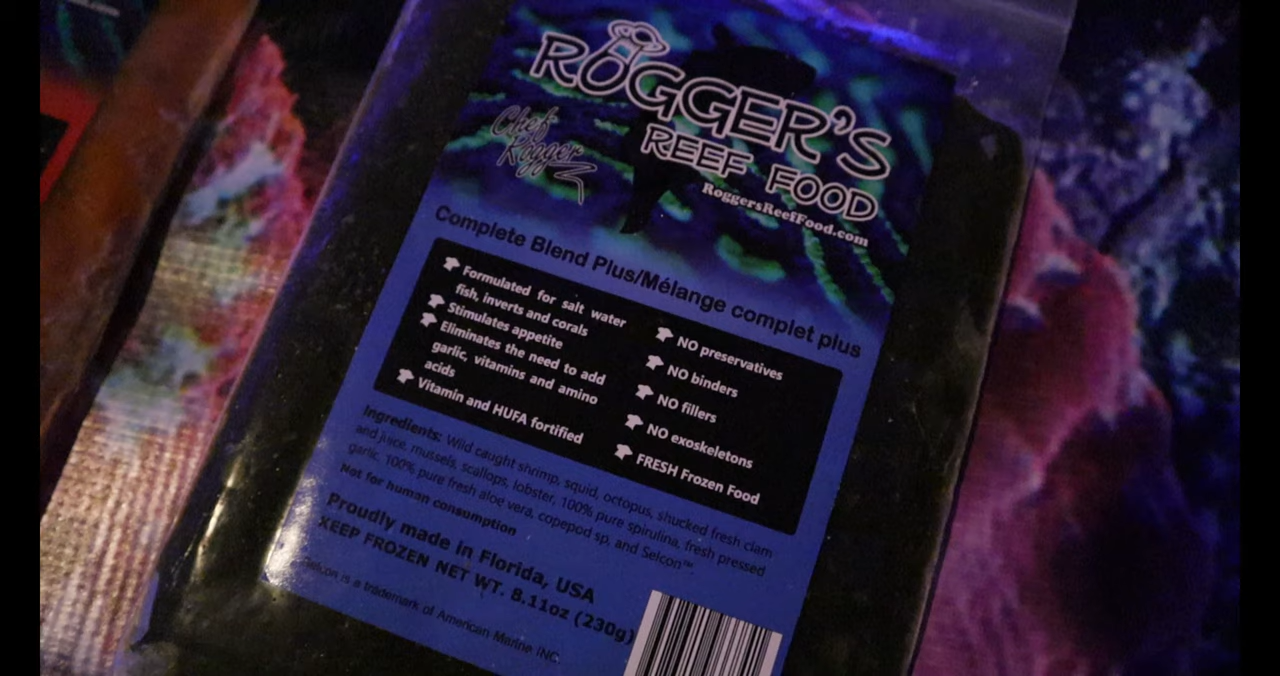 ROGGER'S
REEF FOOD
Chef
Rogger
RoggersReefFood.com
Complete Blend Plus/Mélange complet plus
Formulated for salt water
fish, inverts and corals
Stimulates appetite
Eliminates the need to add
garlic, vitamins and amino
acids
Vitamin and HUFA fortified
NO preservatives
NO binders
NO fillers
NO exoskeletons
FRESH Frozen Food
Ingredients: Wild caught shrimp, squid, octopus, shucked fresh clam
and juice, mussels, scallops, lobster, 100% pure spirulina, fresh pressed
garlic, 100% pure fresh aloe vera, copepod sp, and Selcon™.
Not for human consumption
Proudly made in Florida, USA
KEEP FROZEN NET WT. 8.11oz (230g)
Selcon is a trademark of American Marine INC.